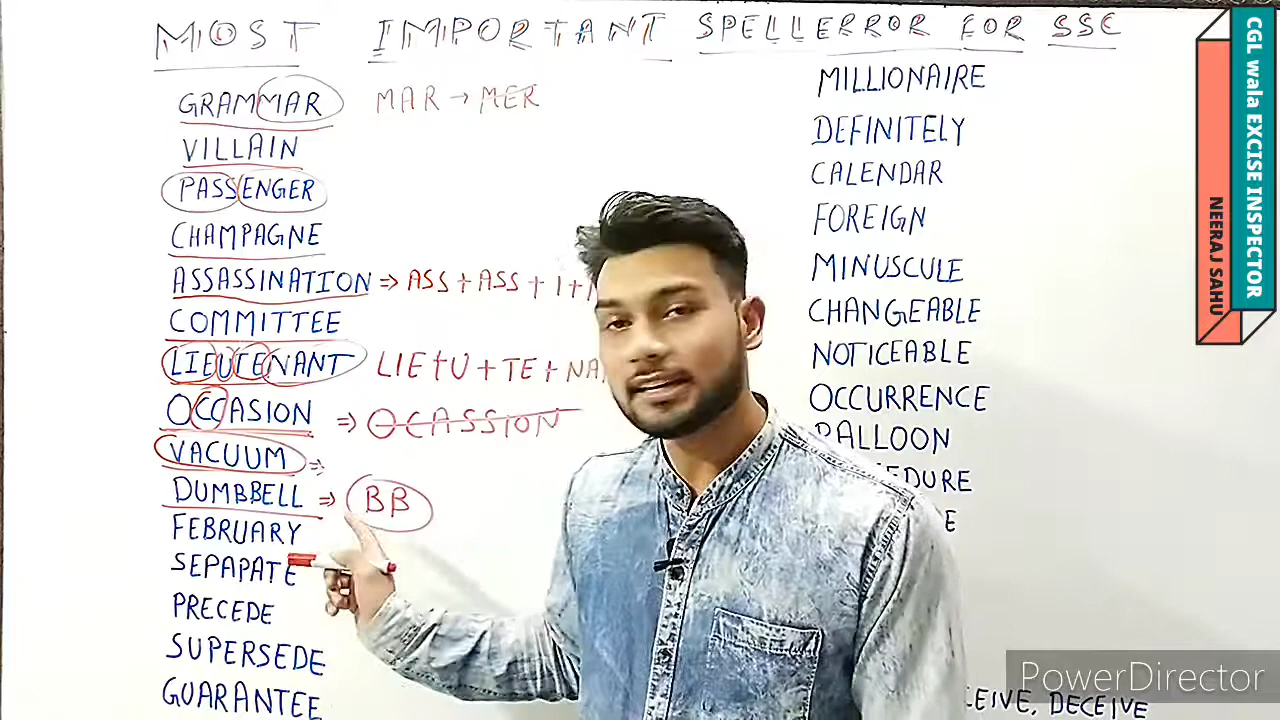 MOST IMPORTANT SPELLERROR FOR SSC
GRAMMAR MAR → MER
VILLAIN
PASSENGER
CHAMPAGNE
ASSASSINATION ⇒ ASS + ASS + I +
COMMITTEE
LIEUTENANT LIE + U + TE + NA
OCCASION ⇒ OCASSION
VACUUM ⇒
DUMBBELL ⇒ BB
FEBRUARY
SEPAPATE
PRECEDE
SUPERSEDE
GUARANTEE
MILLIONAIRE
DEFINITELY
CALENDAR
FOREIGN
MINUSCULE
CHANGEABLE
NOTICEABLE
OCCURRENCE
BALLOON
EDURE
E
CEIVE, DECEIVE
CGL wala EXCISE INSPECTOR
NEERAJ SAHU
PowerDirector